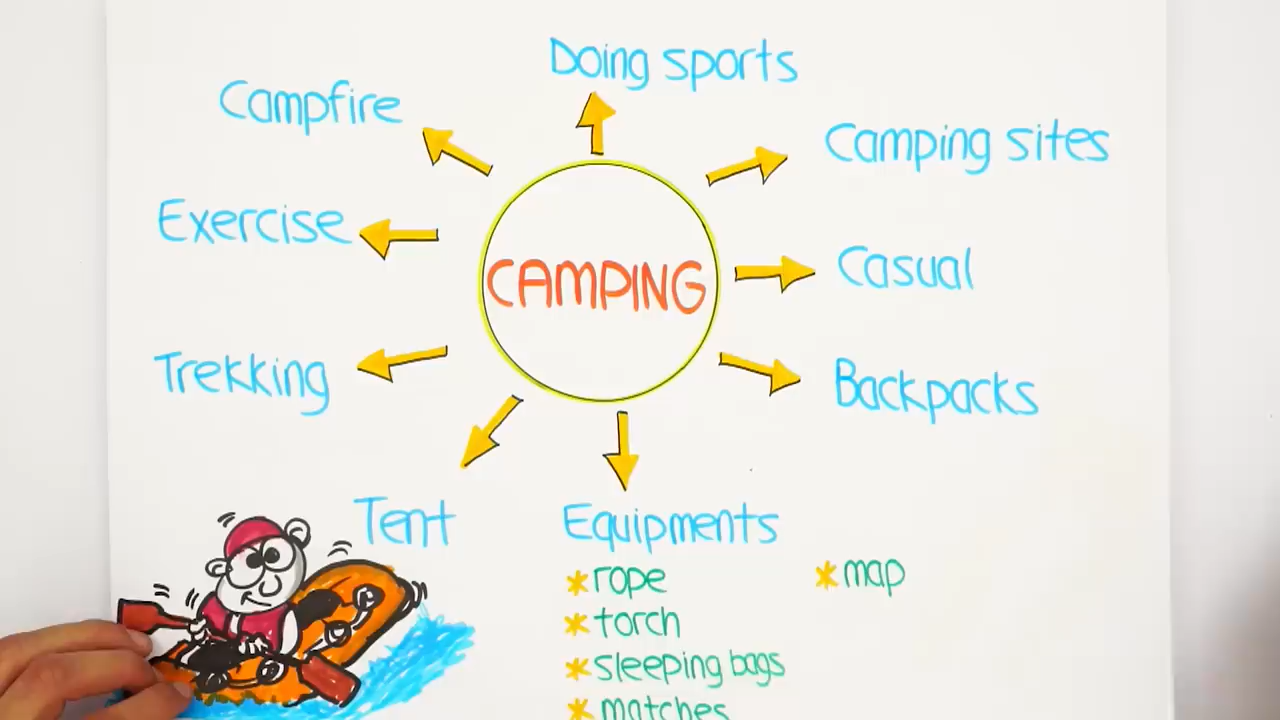 Doing sports
Campfire
Camping sites
Exercise
Casual
CAMPING
Trekking
Backpacks
Tent
Equipments
*rope
*map
*torch
*sleeping bags
*matches